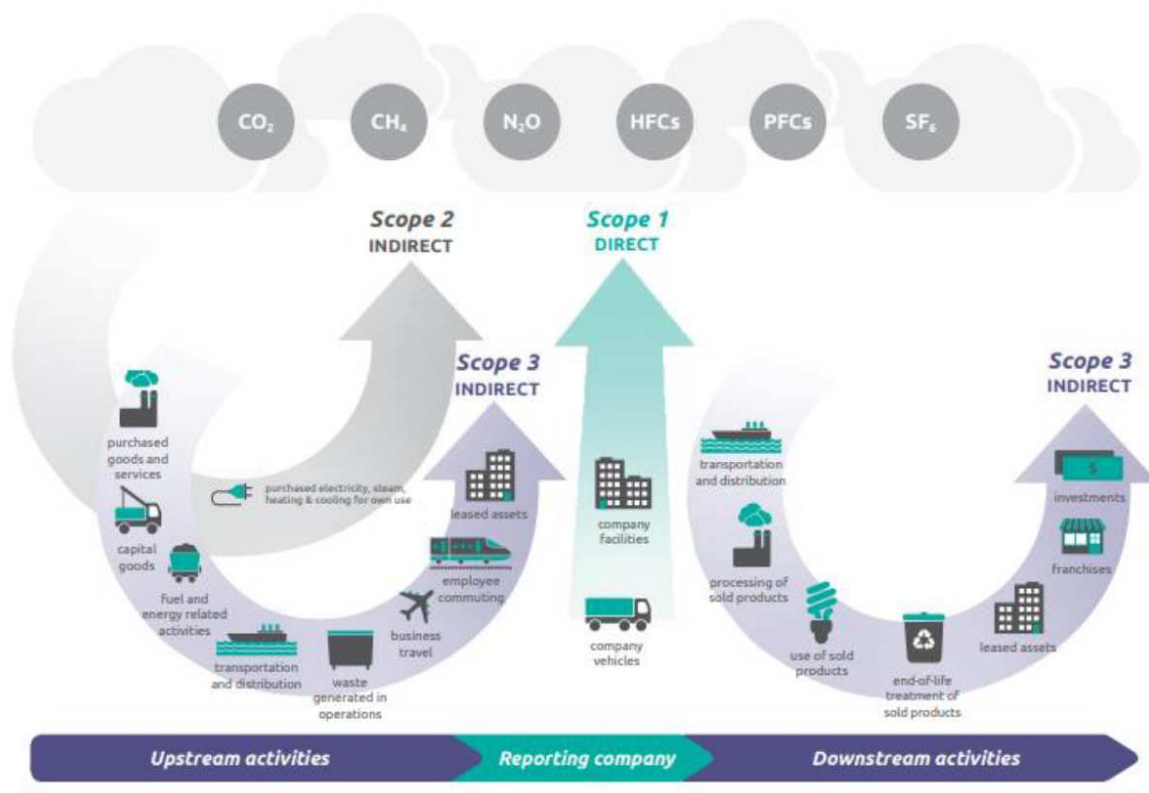 CO₂
CH₄
N₂O
HFCs
PFCs
SF₆
Scope 2
INDIRECT
Scope 1
DIRECT
Scope 3
INDIRECT
Scope 3
INDIRECT
purchased
goods and
services
capital
goods
fuel and
energy related
activities
purchased electricity, steam,
heating & cooling for own use
transportation
and distribution
waste
generated in
operations
business
travel
employee
commuting
leased assets
company
facilities
company
vehicles
transportation
and distribution
processing of
sold products
use of sold
products
end-of-life
treatment of
sold products
leased assets
franchises
$
investments
Upstream activities
Reporting company
Downstream activities